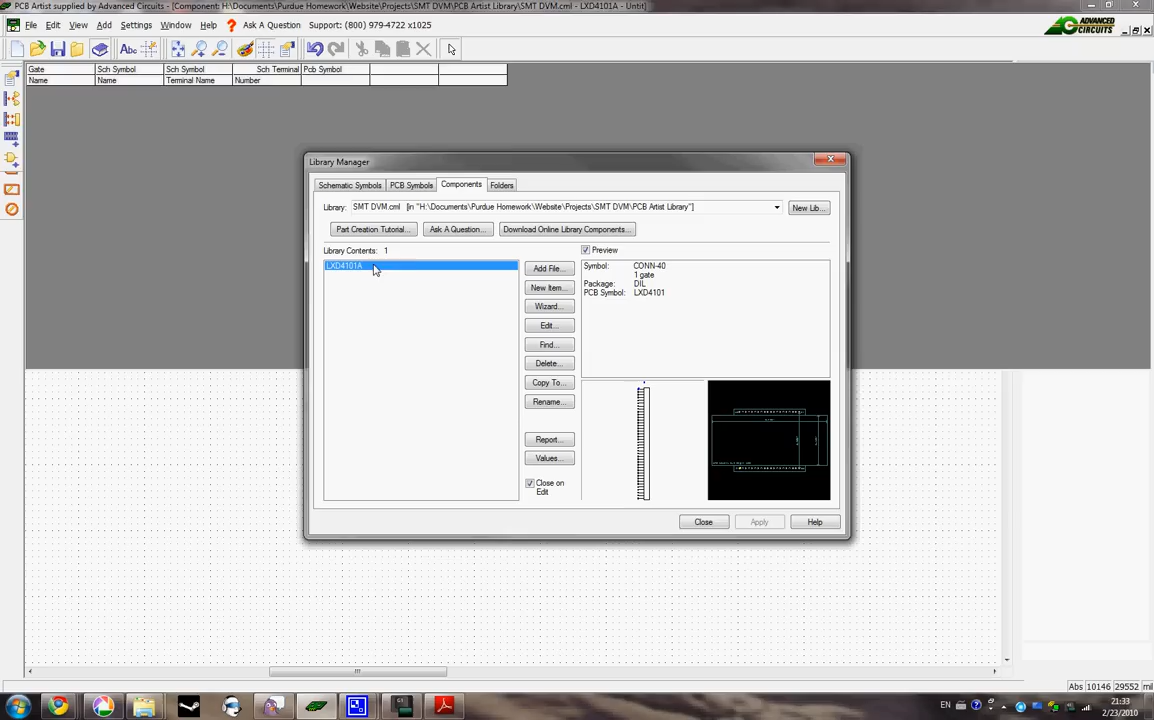 PCB Artist supplied by Advanced Circuits - [Component: H:\Documents\Purdue Homework\Website\Projects\SMT DVM\PCB Artist Library\SMT DVM.cml - LXD4101A - Untit]
File Edit View Add Settings Window Help Ask A Question Support: (800) 979-4722 x1025
ADVANCED CIRCUITS
Abc
Gate Sch Symbol Sch Symbol Sch Terminal Pcb Symbol
Name Name Terminal Name Number
Library Manager
Schematic Symbols PCB Symbols Components Folders
Library: SMT DVM.cml [in "H:\Documents\Purdue Homework\Website\Projects\SMT DVM\PCB Artist Library"] New Lib...
Part Creation Tutorial... Ask A Question... Download Online Library Components...
Library Contents: 1 Preview
LXD4101A
Add File...
New Item...
Wizard...
Edit...
Find...
Delete...
Copy To...
Rename...
Report...
Values...
Close on
Edit
Symbol: CONN-40
1 gate
Package: DIL
PCB Symbol: LXD4101
Close Apply Help
Abs 10146 29552 mil
EN 21:33
2/23/2010